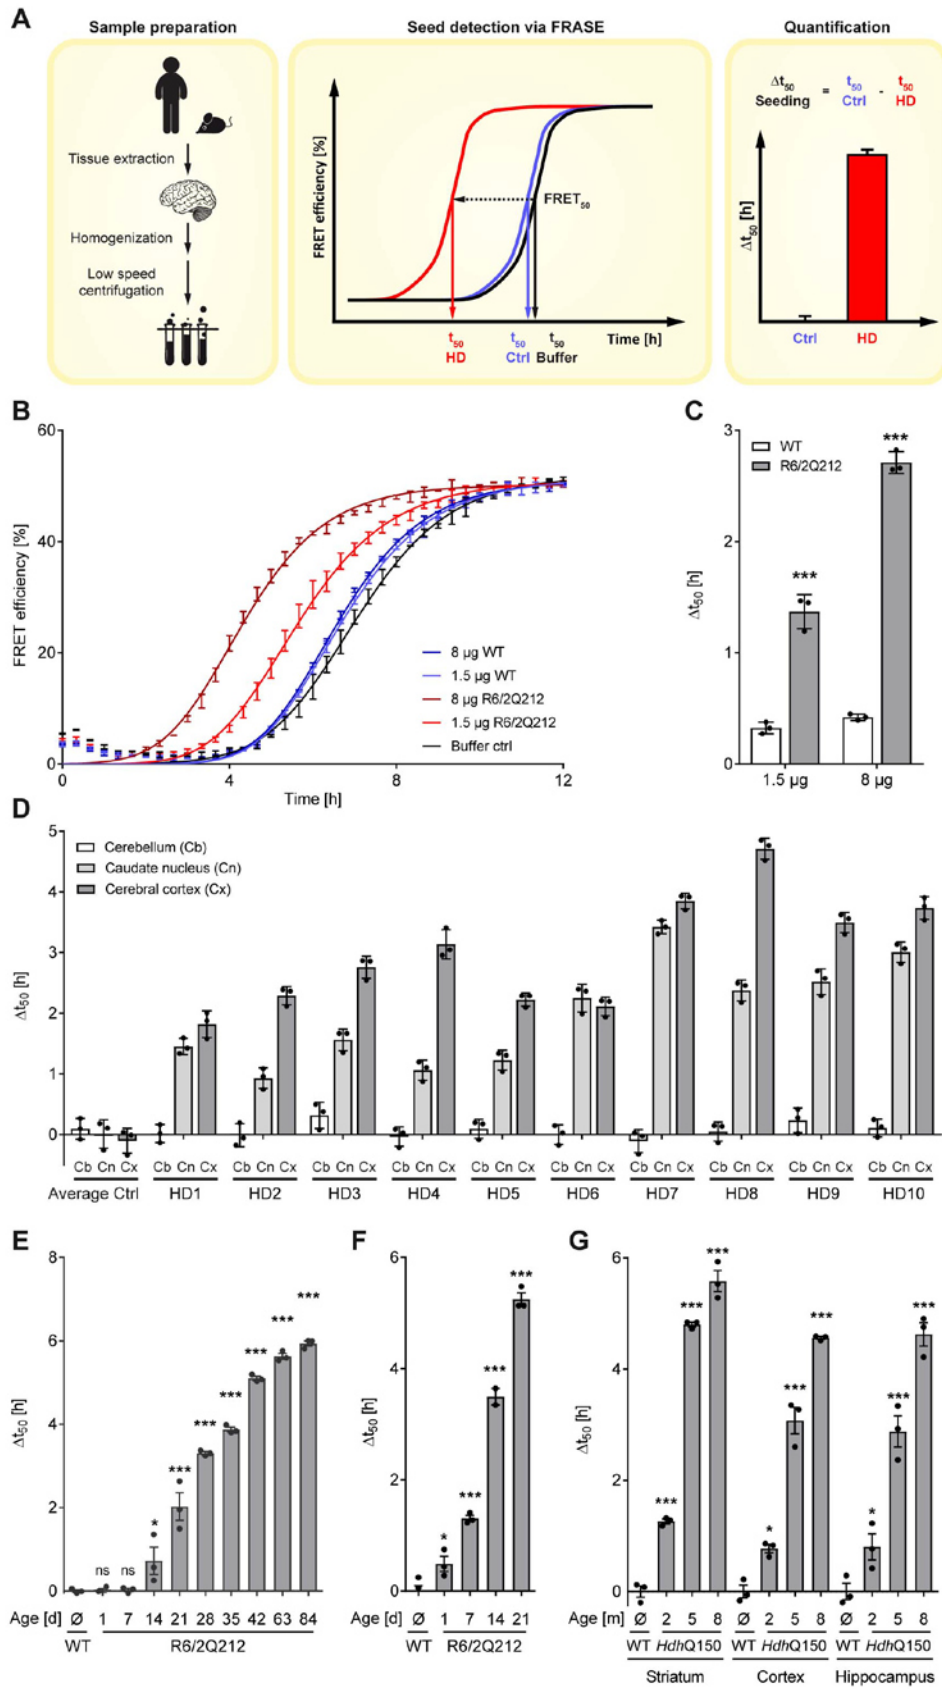 A
Sample preparation
Seed detection via FRASE
Quantification
Tissue extraction
Homogenization
Low speed
centrifugation
FRET efficiency [%]
FRET50
t50
HD
t50
Ctrl
t50
Buffer
Time [h]
Δt50
Seeding
=
t50
Ctrl
-
t50
HD
Δt50 [h]
Ctrl
HD
B
60
40
20
0
FRET efficiency [%]
8 µg WT
1.5 µg WT
8 µg R6/2Q212
1.5 µg R6/2Q212
Buffer ctrl
0 4 8 12
Time [h]
C
3
2
1
0
Δt50 [h]
WT
R6/2Q212
***
***
1.5 µg 8 µg
D
5
4
3
2
1
0
Δt50 [h]
Cerebellum (Cb)
Caudate nucleus (Cn)
Cerebral cortex (Cx)
Cb Cn Cx Cb Cn Cx Cb Cn Cx Cb Cn Cx Cb Cn Cx Cb Cn Cx Cb Cn Cx Cb Cn Cx Cb Cn Cx Cb Cn Cx Cb Cn Cx
Average Ctrl HD1 HD2 HD3 HD4 HD5 HD6 HD7 HD8 HD9 HD10
E
8
6
4
2
0
Δt50 [h]
ns ns * *** *** *** *** *** ***
Age [d] Ø 1 7 14 21 28 35 42 63 84
WT R6/2Q212
F
6
4
2
0
Δt50 [h]
* *** *** ***
Age [d] Ø 1 7 14 21
WT R6/2Q212
G
6
4
2
0
Δt50 [h]
*** *** *** * *** *** * *** ***
Age [m] Ø 2 5 8 Ø 2 5 8 Ø 2 5 8
WT HdhQ150 WT HdhQ150 WT HdhQ150
Striatum Cortex Hippocampus